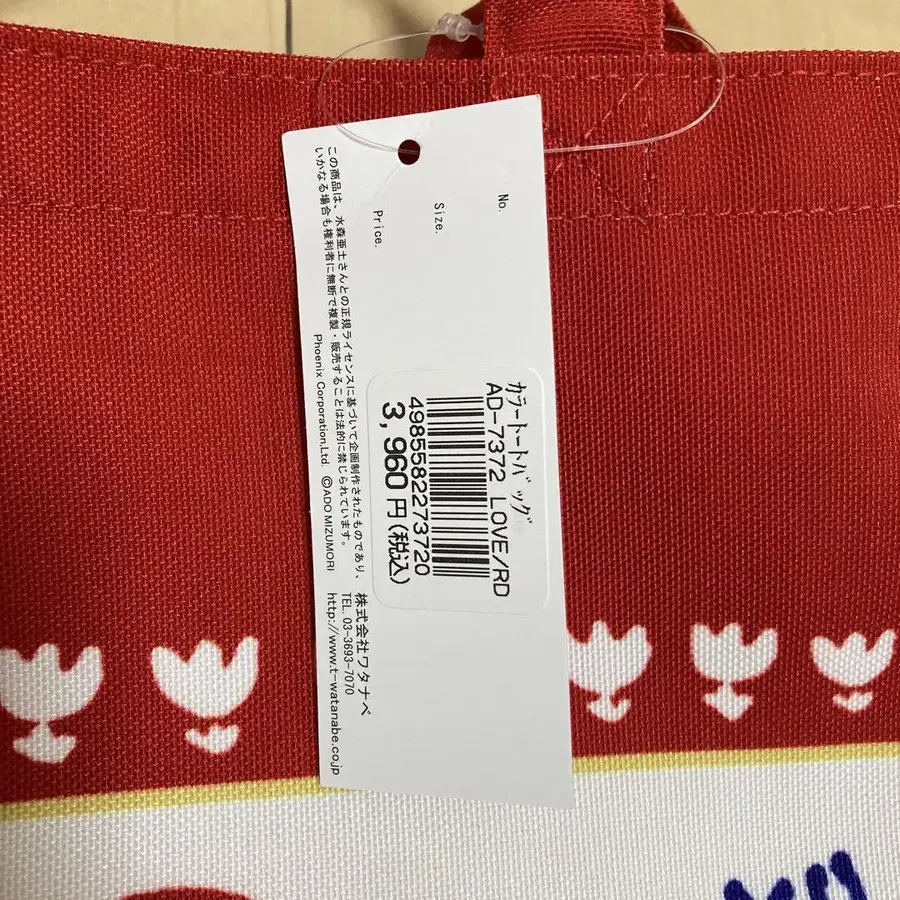 No.
Size.
Price.
カラートートバッグ
AD-7372 LOVE/RD
4985582273720
3,960円(税込)
この商品は、水森亜土さんとの正規ライセンスに基づいて企画制作されたものであり、
いかなる場合も権利者に無断で複製・販売することは法的に禁じられています。
Phoenix Corporation,Ltd. ©ADO MIZUMORI
株式会社ワタナベ
TEL. 03-3693-7070
http://www.t-watanabe.co.jp